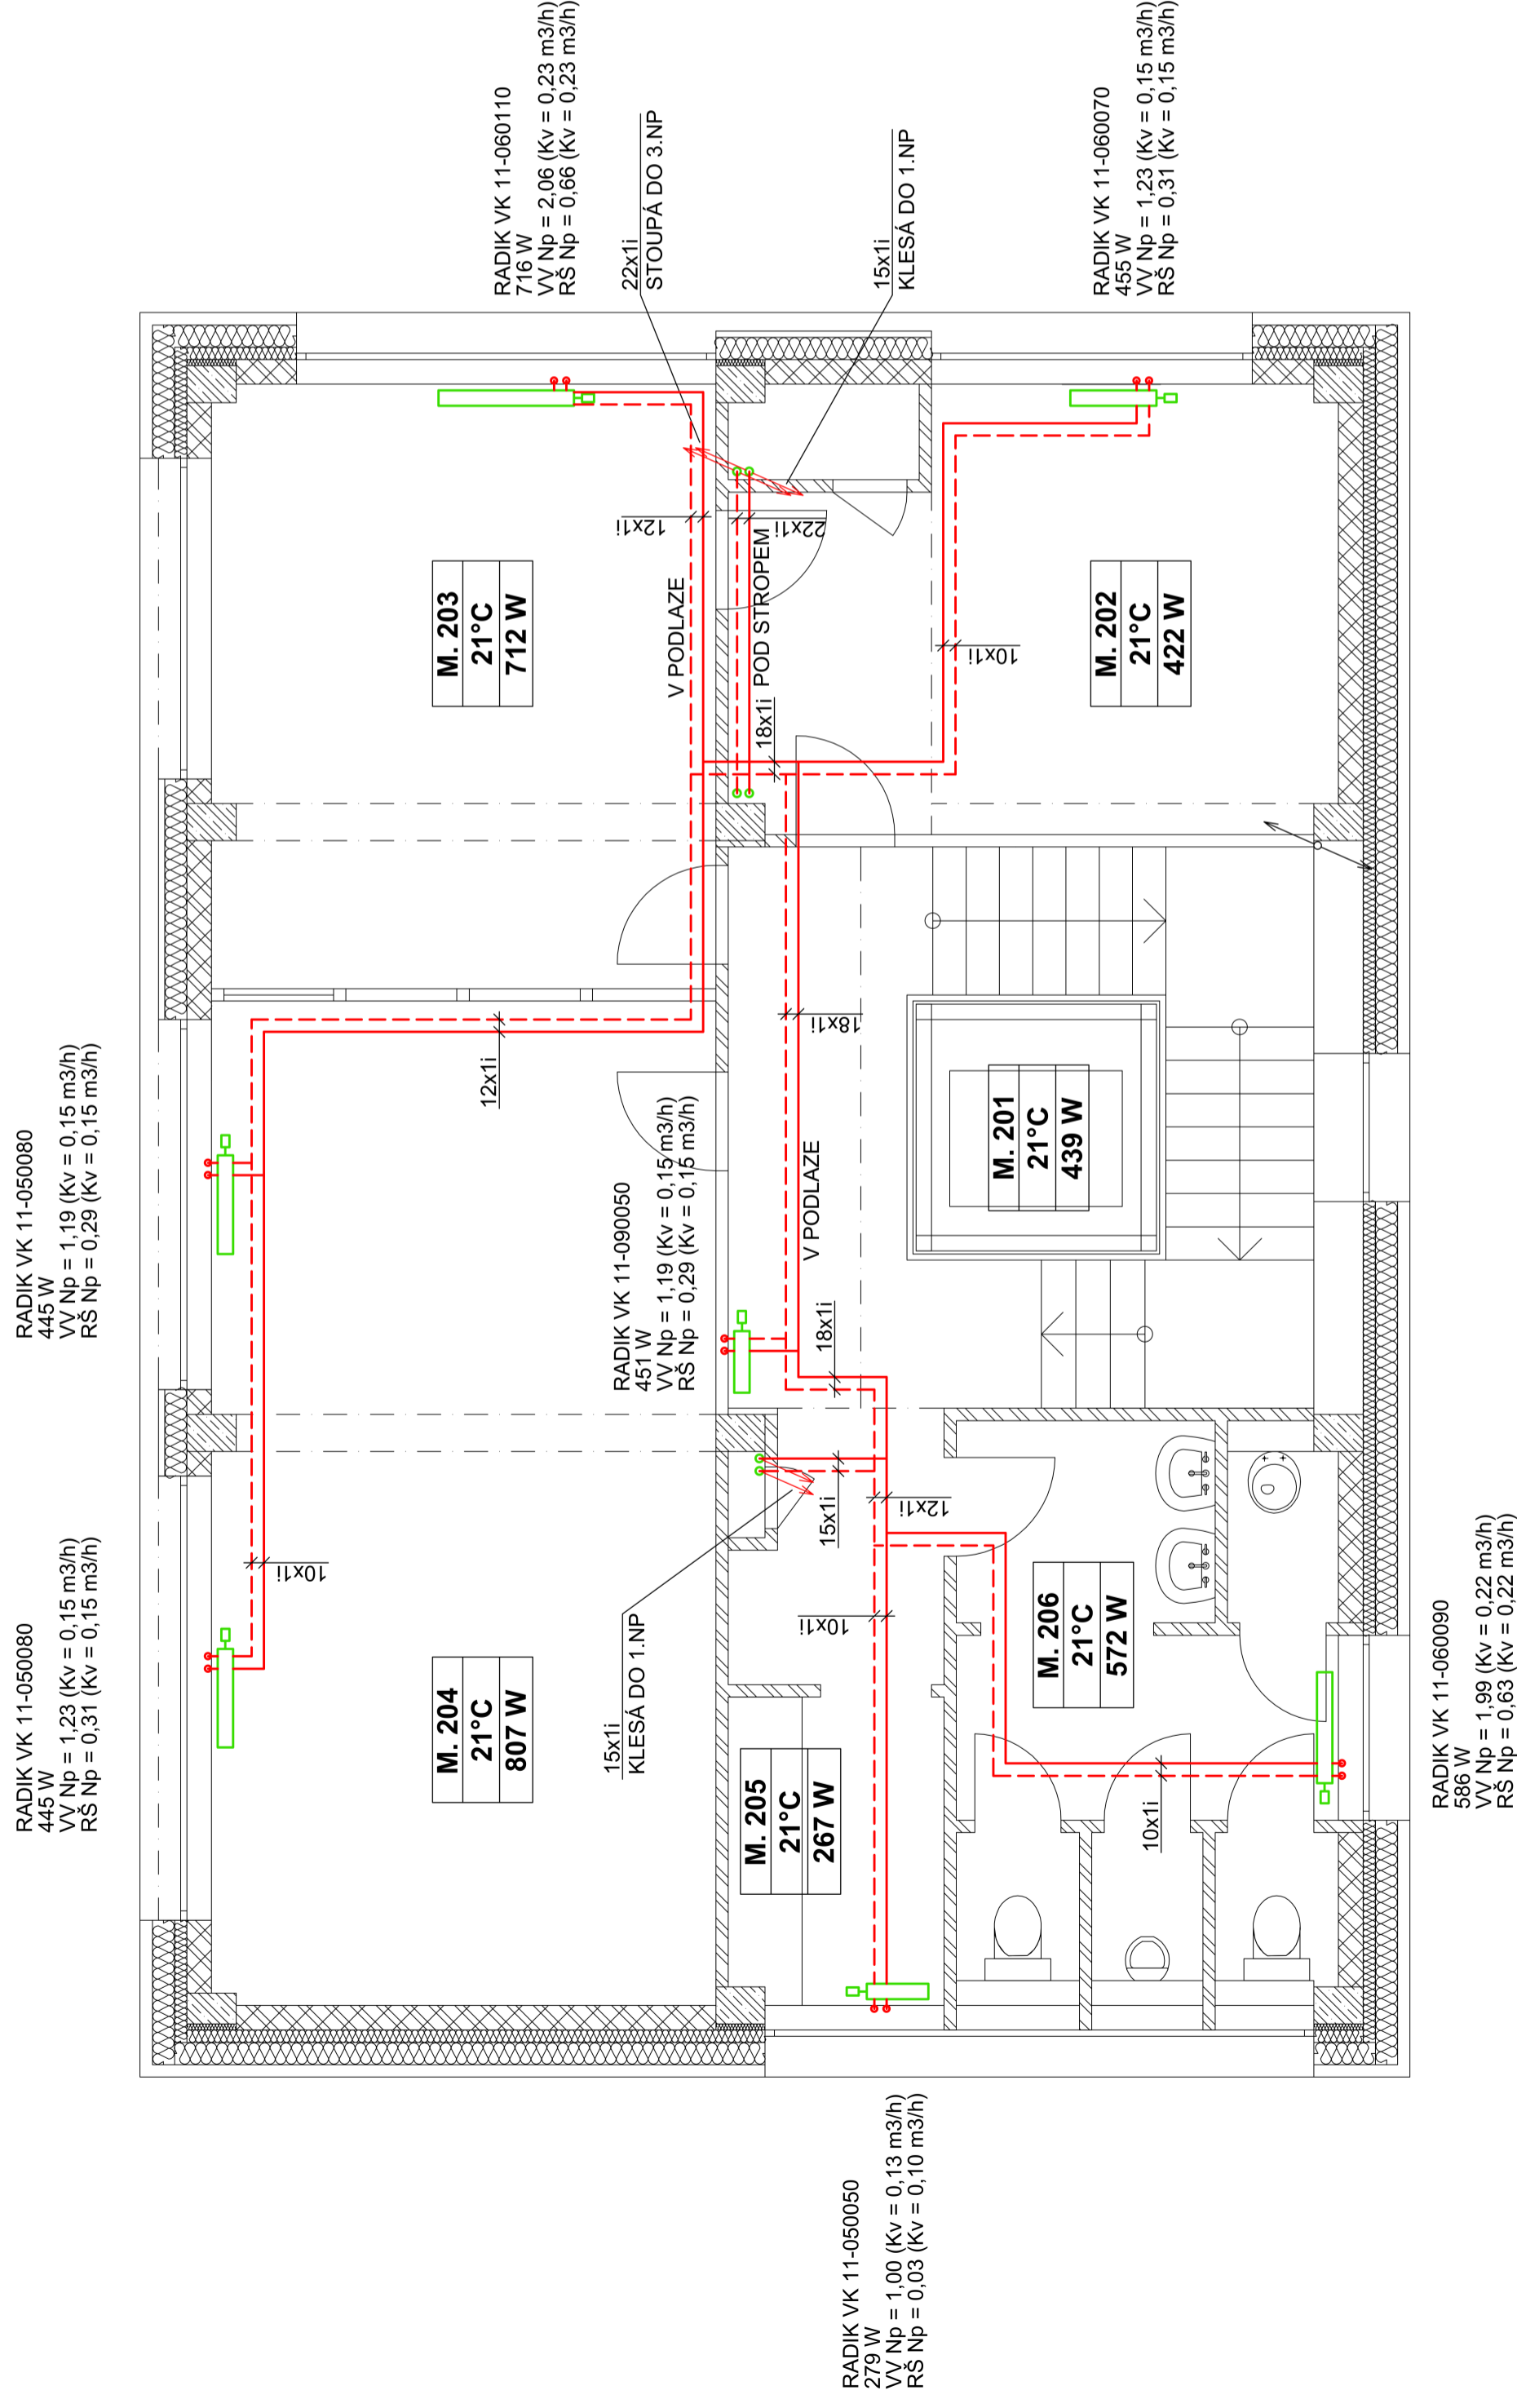 RADIK VK 11-050080
445 W
VV Np = 1,23 (Kv = 0,15 m3/h)
RŠ Np = 0,31 (Kv = 0,15 m3/h)
RADIK VK 11-050080
445 W
VV Np = 1,19 (Kv = 0,15 m3/h)
RŠ Np = 0,29 (Kv = 0,15 m3/h)
10x1i
12x1i
M. 204
21°C
807 W
M. 203
21°C
712 W
RADIK VK 11-060110
716 W
VV Np = 2,06 (Kv = 0,23 m3/h)
RŠ Np = 0,66 (Kv = 0,23 m3/h)
22x1i
STOUPÁ DO 3.NP
12x1i
V PODLAZE
RADIK VK 11-090050
451 W
VV Np = 1,19 (Kv = 0,15 m3/h)
RŠ Np = 0,29 (Kv = 0,15 m3/h)
15x1i
KLESÁ DO 1.NP
22x1i
POD STROPEM
18x1i
15x1i
KLESÁ DO 1.NP
M. 205
21°C
267 W
V PODLAZE
18x1i
18x1i
15x1i
12x1i
10x1i
RADIK VK 11-050050
279 W
VV Np = 1,00 (Kv = 0,13 m3/h)
RŠ Np = 0,03 (Kv = 0,10 m3/h)
10x1i
M. 201
21°C
439 W
M. 206
21°C
572 W
M. 202
21°C
422 W
RADIK VK 11-060070
455 W
VV Np = 1,23 (Kv = 0,15 m3/h)
RŠ Np = 0,31 (Kv = 0,15 m3/h)
10x1i
RADIK VK 11-060090
586 W
VV Np = 1,99 (Kv = 0,22 m3/h)
RŠ Np = 0,63 (Kv = 0,22 m3/h)